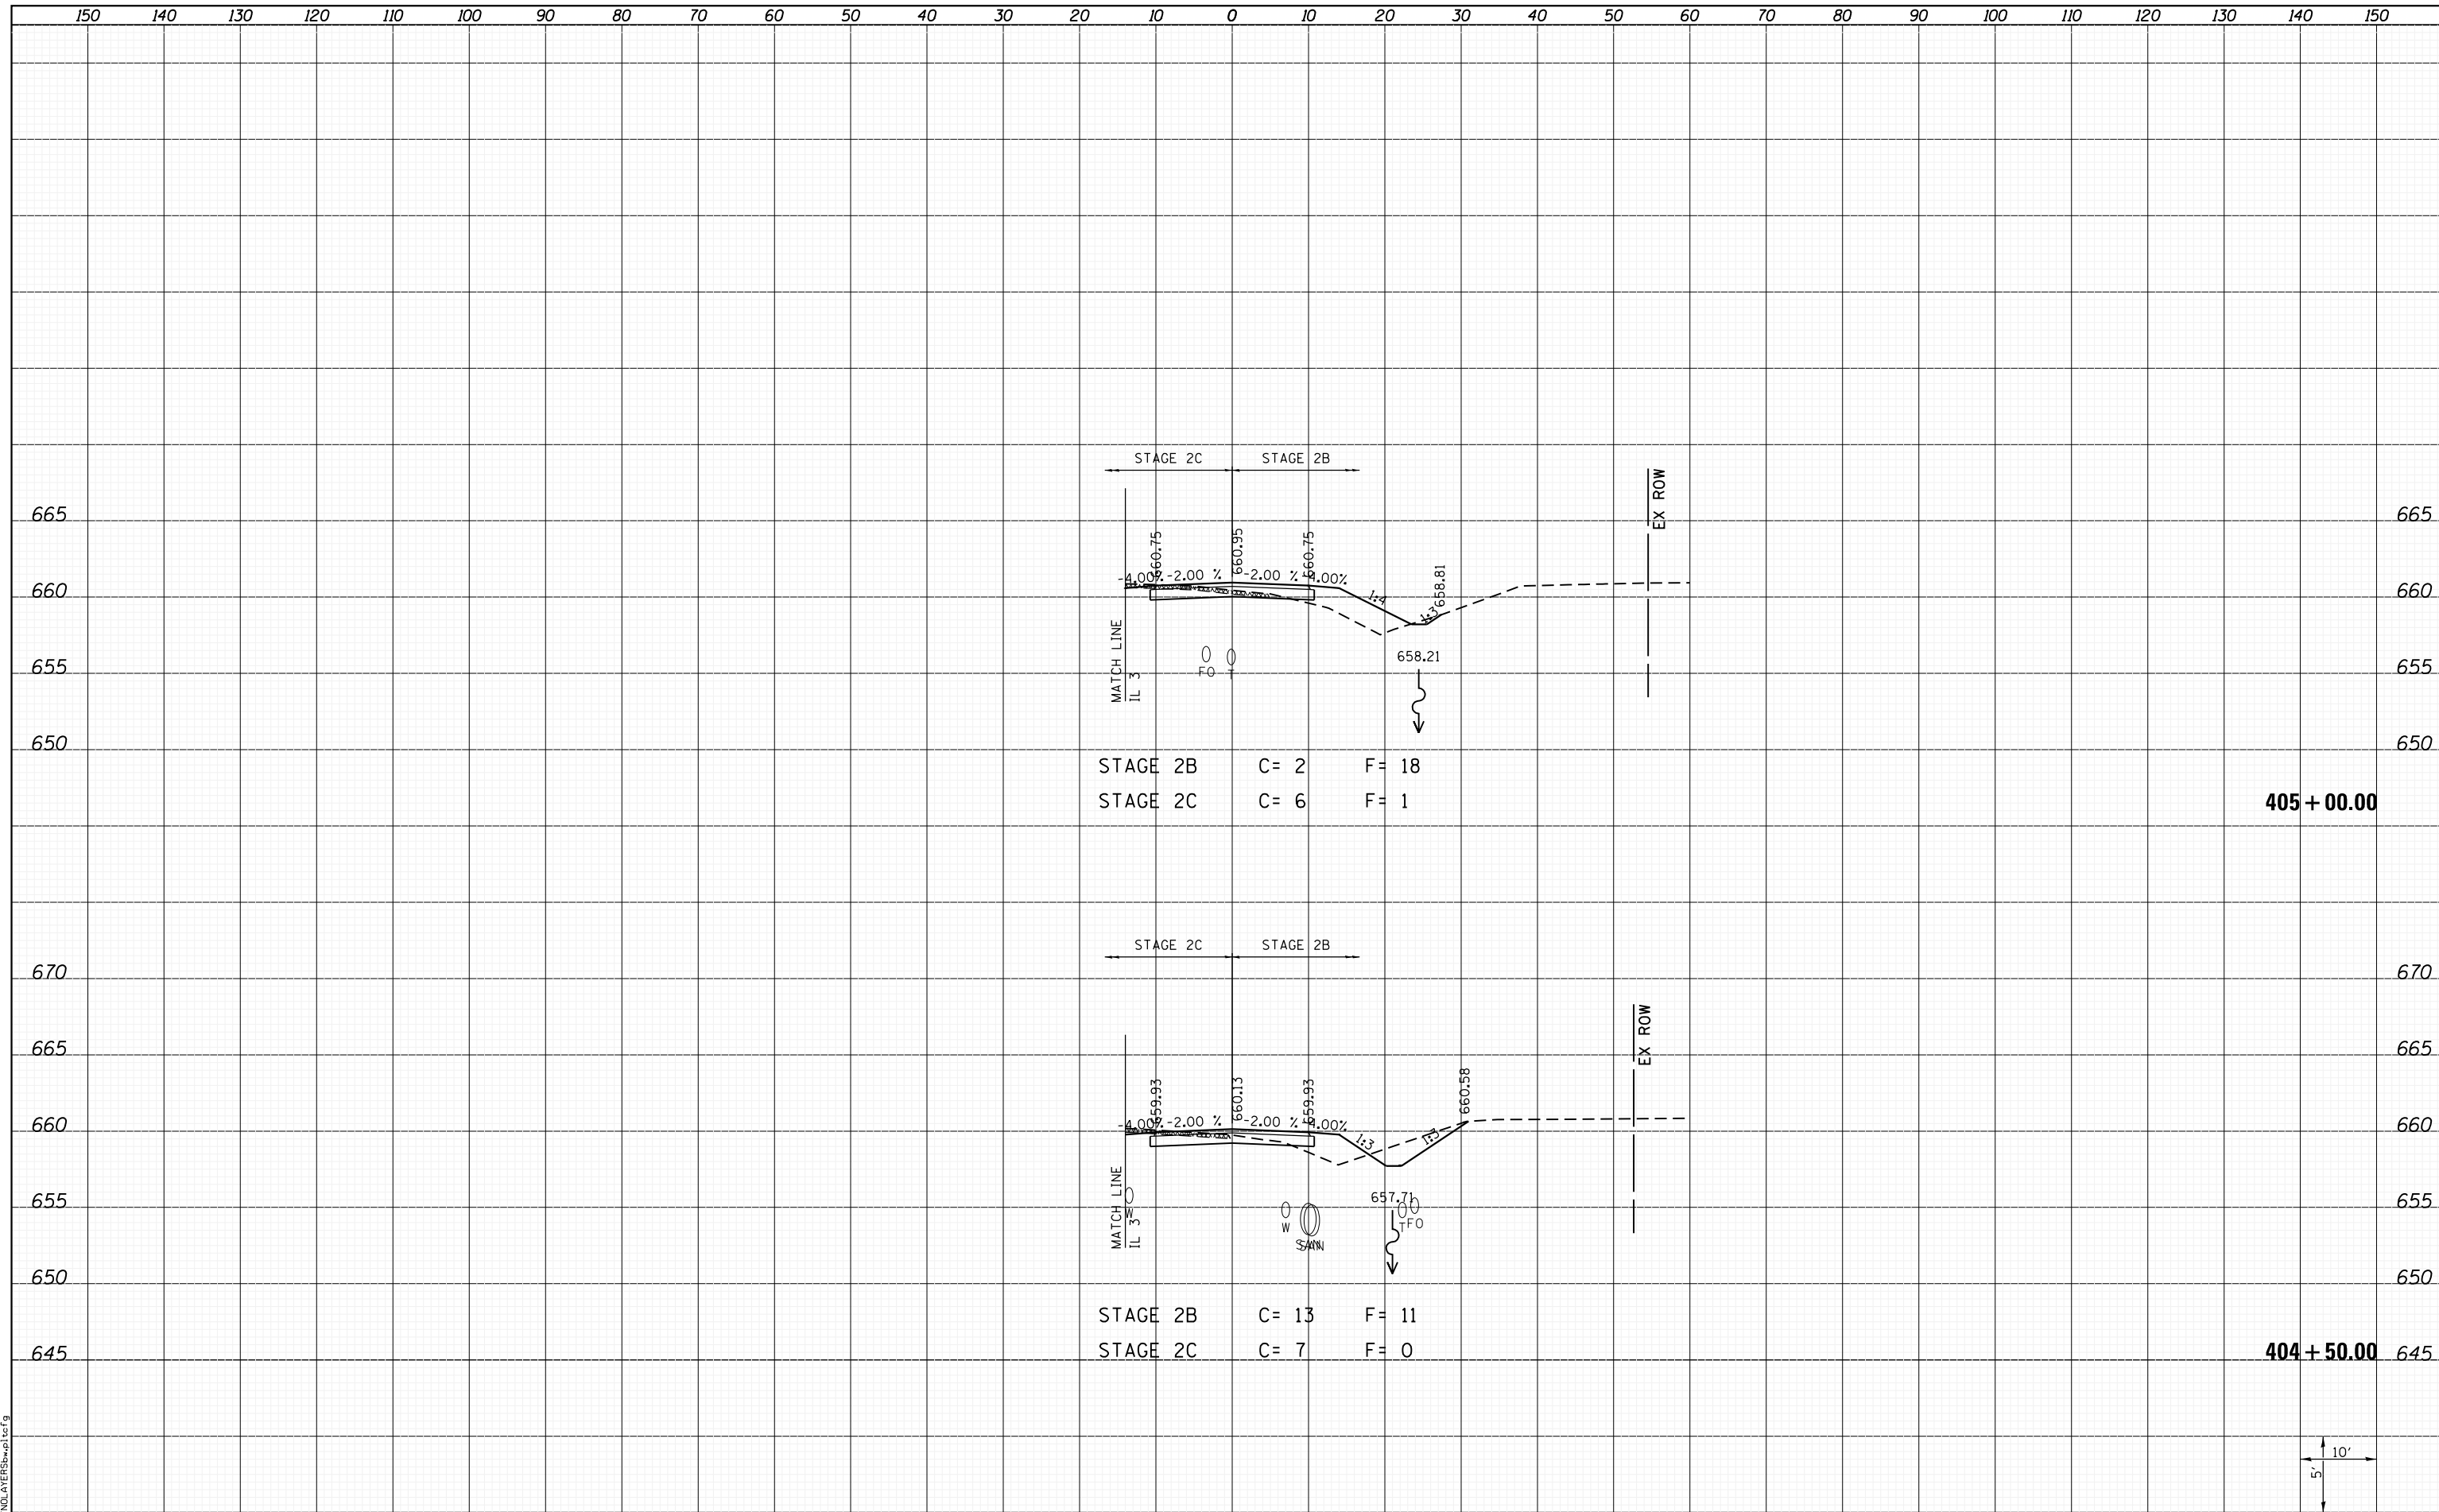 150 140 130 120 110 100 90 80 70 60 50 40 30 20 10 0 10 20 30 40 50 60 70 80 90 100 110 120 130 140 150
STAGE 2C STAGE 2B
EX ROW
665 665
660.75 660.95 660.75
-4.00% -2.00 % -2.00 % -4.00%
658.81
660 660
1:4 1:3
MATCH LINE
IL 3
FO T
658.21
655 655
650 650
STAGE 2B C= 2 F= 18
STAGE 2C C= 6 F= 1
405+00.00
STAGE 2C STAGE 2B
670 670
EX ROW
665 665
659.93 660.13 659.93 660.58
-4.00% -2.00 % -2.00 % -4.00%
660 660
1:3 1:3
MATCH LINE
IL 3
W
657.71
655 655
W SAN T FO
650 650
STAGE 2B C= 13 F= 11
STAGE 2C C= 7 F= 0
404+50.00
645 645
10'
5'
NOLAYERSbw.pltcfg